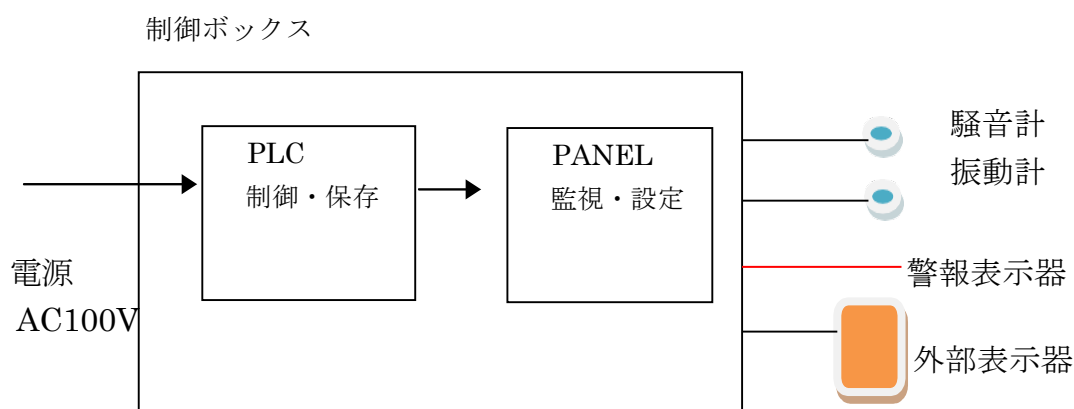 制御ボックス
PLC
制御・保存
PANEL
監視・設定
騒音計
振動計
電源
AC100V
警報表示器
外部表示器